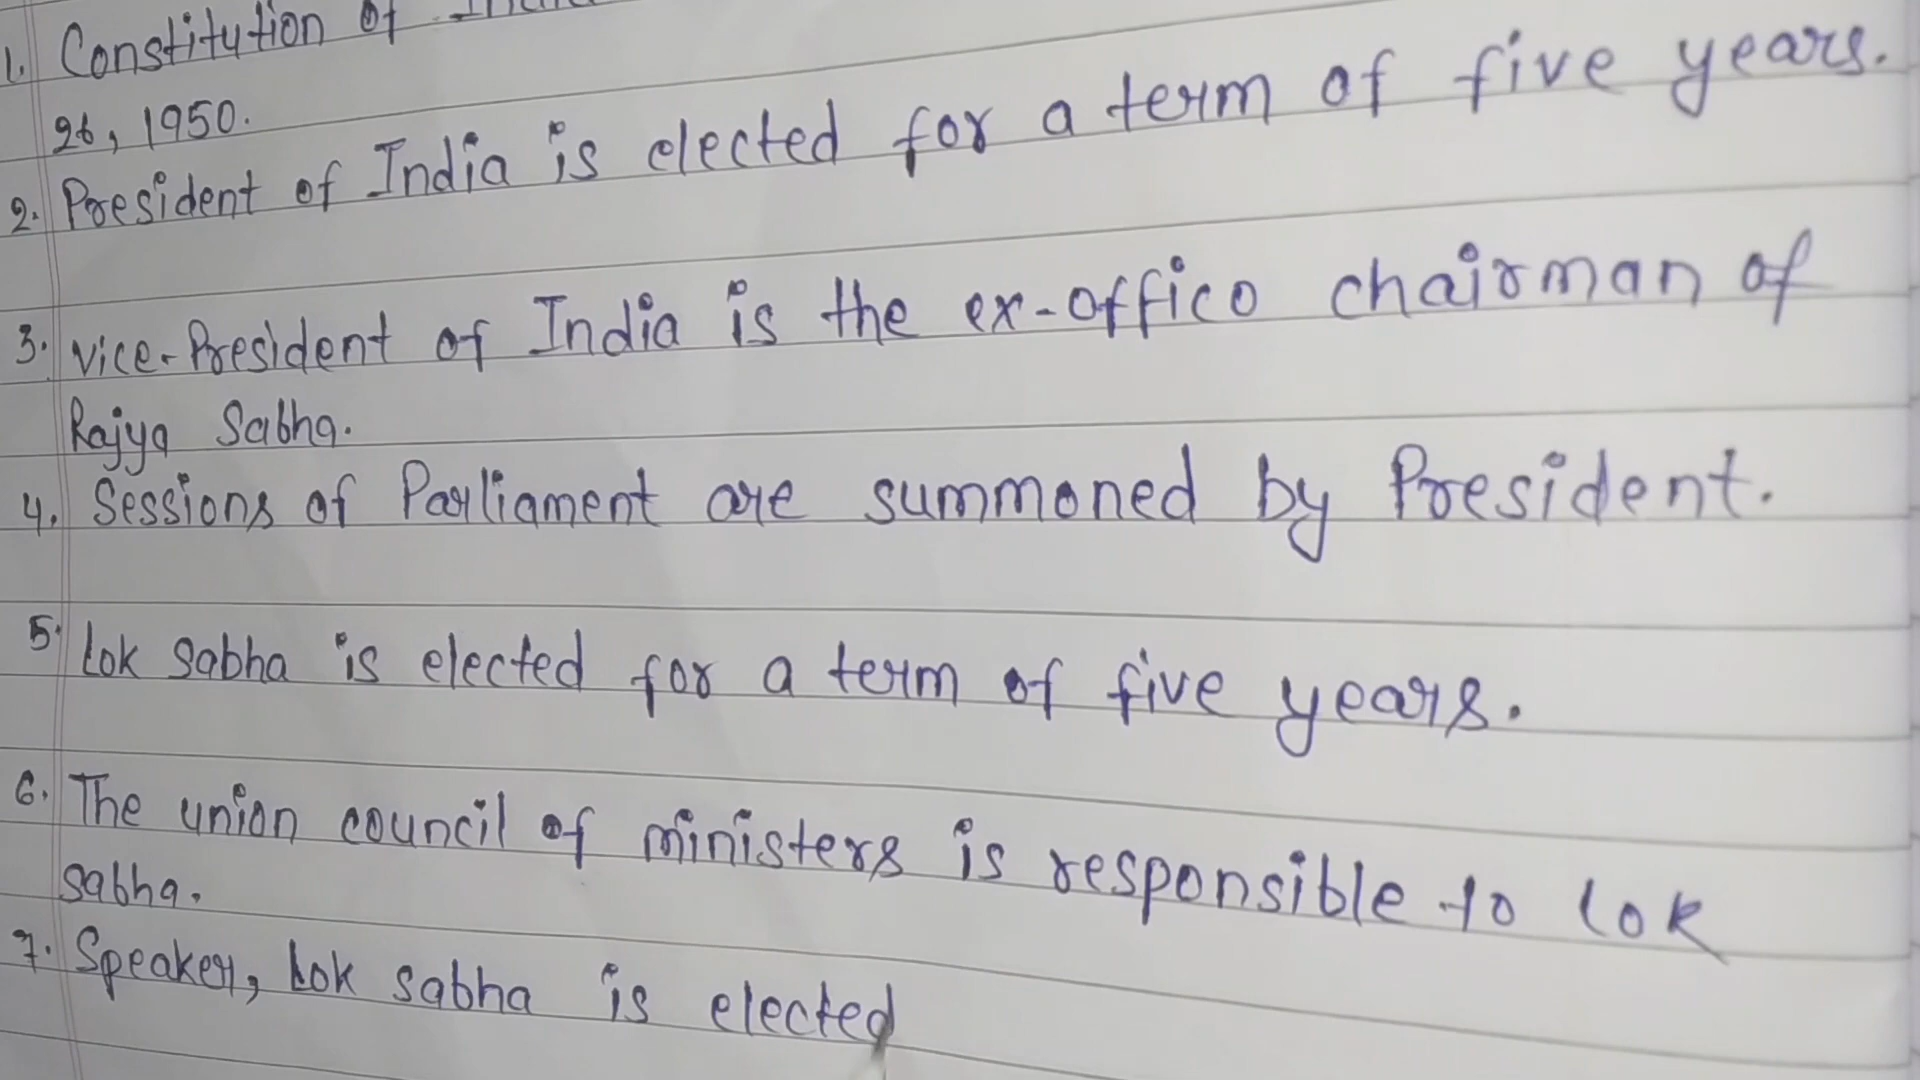 1. Constitution of
26, 1950.
2. President of India is elected for a term of five years.
3. Vice-President of India is the ex-offico chairman of
Rajya Sabha.
4. Sessions of Parliament are summoned by President.
5. Lok Sabha is elected for a term of five years.
6. The union council of ministers is responsible to Lok
Sabha.
7. Speaker, Lok Sabha is elected